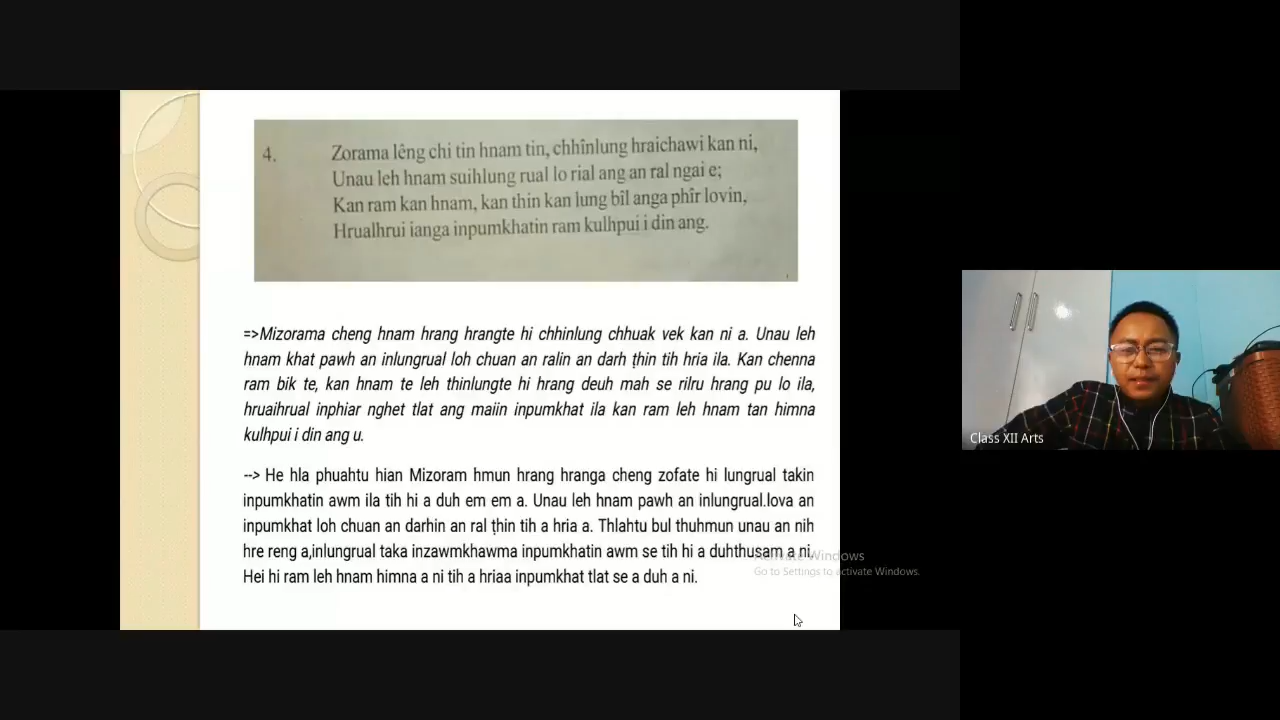 4. Zorama lêng chi tin hnam tin, chhînlung hraichawi kan ni,
Unau leh hnam suihlung rual lo rial ang an ral ngai e;
Kan ram kan hnam, kan thin kan lung bîl anga phîr lovin,
Hrualhrui ianga inpumkhatin ram kulhpui i din ang.
=>Mizorama cheng hnam hrang hrangte hi chhinlung chhuak vek kan ni a. Unau leh
hnam khat pawh an inlungrual loh chuan an ralin an darh ṭhin tih hria ila. Kan chenna
ram bik te, kan hnam te leh thinlungte hi hrang deuh mah se rilru hrang pu lo ila,
hruaihrual inphiar nghet tlat ang maiin inpumkhat ila kan ram leh hnam tan himna
kulhpui i din ang u.
--> He hla phuahtu hian Mizoram hmun hrang hranga cheng zofate hi lungrual takin
inpumkhatin awm ila tih hi a duh em em a. Unau leh hnam pawh an inlungrual.lova an
inpumkhat loh chuan an darhin an ral ṭhin tih a hria a. Thlahtu bul thuhmun unau an nih
hre reng a,inlungrual taka inzawmkhawma inpumkhatin awm se tih hi a duhthusam a ni.
Hei hi ram leh hnam himna a ni tih a hriaa inpumkhat tlat se a duh a ni.
Activate Windows
Go to Settings to activate Windows.
Class XII Arts